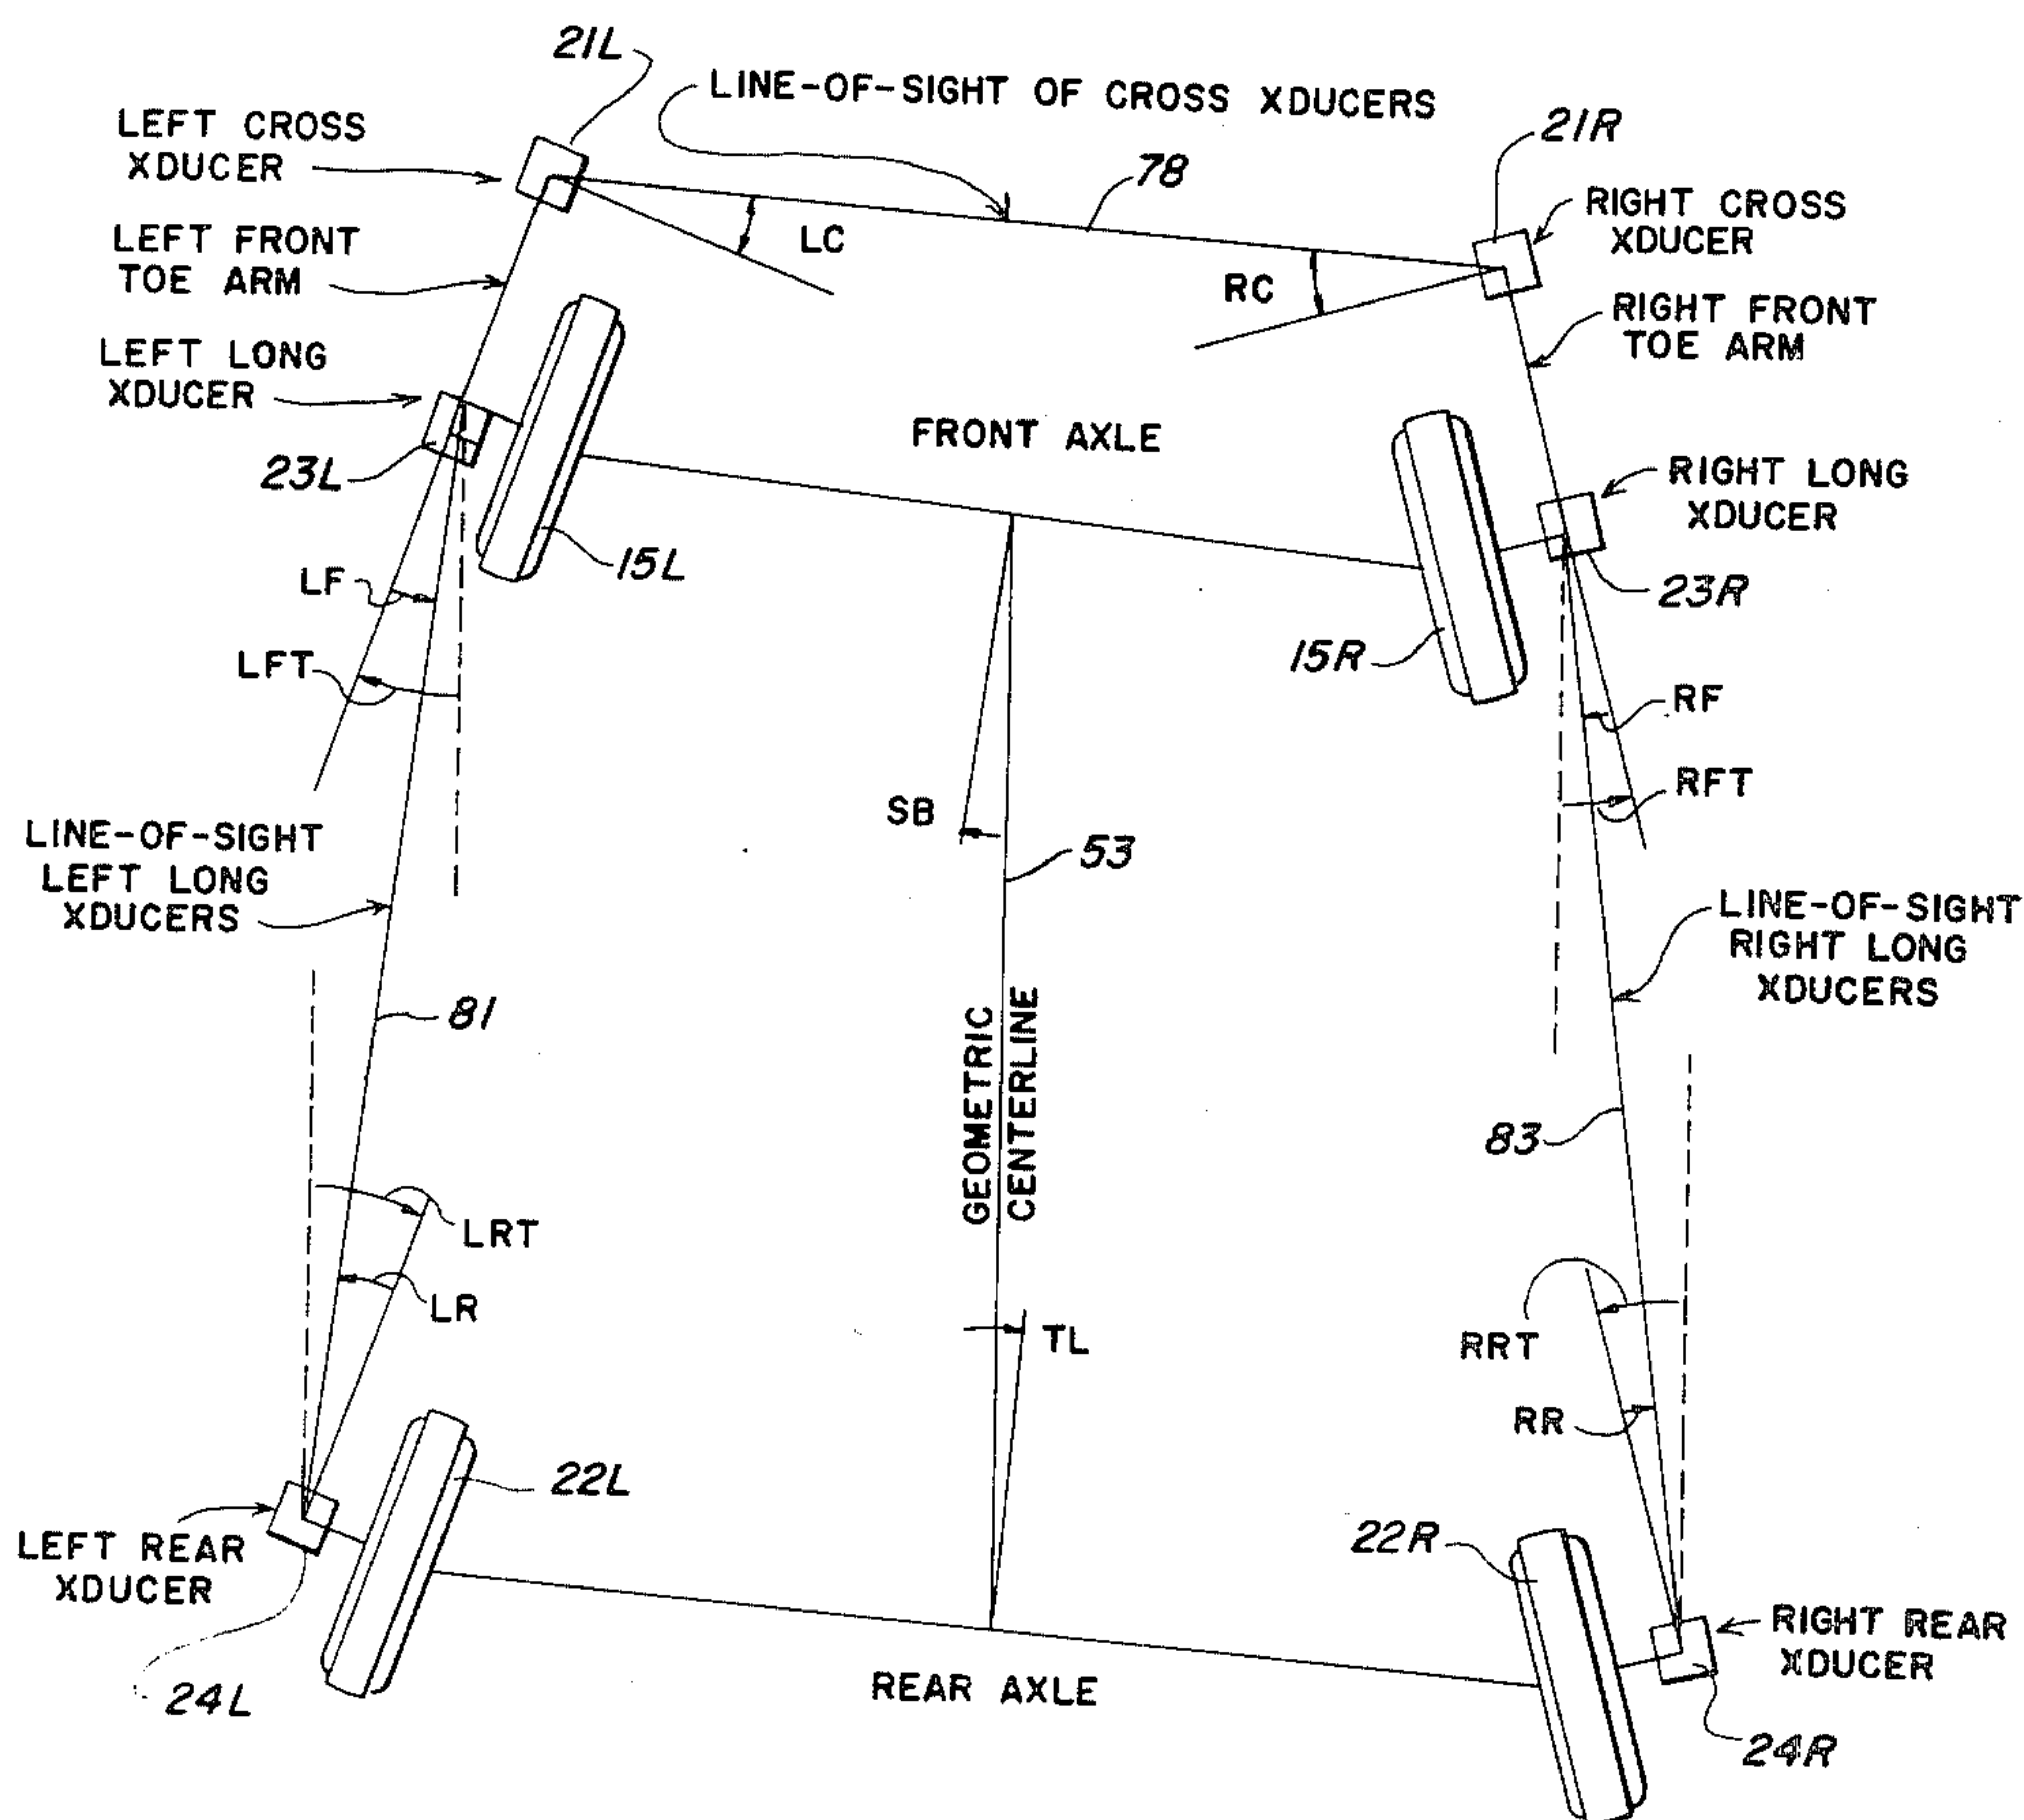 21L
LINE-OF-SIGHT OF CROSS XDUCERS
LEFT CROSS
XDUCER
21R
78
RIGHT CROSS
XDUCER
LEFT FRONT
TOE ARM
LC
RC
RIGHT FRONT
TOE ARM
LEFT LONG
XDUCER
FRONT AXLE
23L
RIGHT LONG
XDUCER
15L
LF
23R
15R
LFT
RF
RFT
SB
53
LINE-OF-SIGHT
LEFT LONG
XDUCERS
LINE-OF-SIGHT
RIGHT LONG
XDUCERS
81
GEOMETRIC
CENTERLINE
83
LRT
LR
TL
RRT
RR
22L
22R
LEFT REAR
XDUCER
RIGHT REAR
XDUCER
24L
REAR AXLE
24R